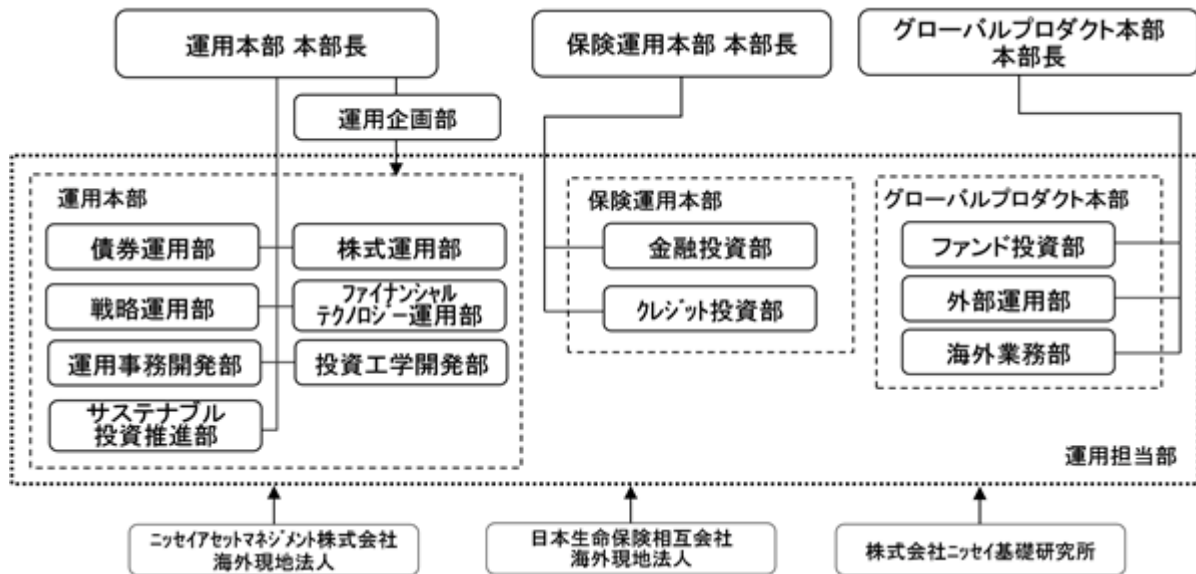 運用本部 本部長
保険運用本部 本部長
グローバルプロダクト本部
本部長
運用企画部
運用本部
債券運用部
株式運用部
戦略運用部
ファイナンシャル
テクノロジー運用部
運用事務開発部
投資工学開発部
サステナブル
投資推進部
保険運用本部
金融投資部
クレジット投資部
グローバルプロダクト本部
ファンド投資部
外部運用部
海外業務部
運用担当部
ニッセイアセットマネジメント株式会社
海外現地法人
日本生命保険相互会社
海外現地法人
株式会社ニッセイ基礎研究所